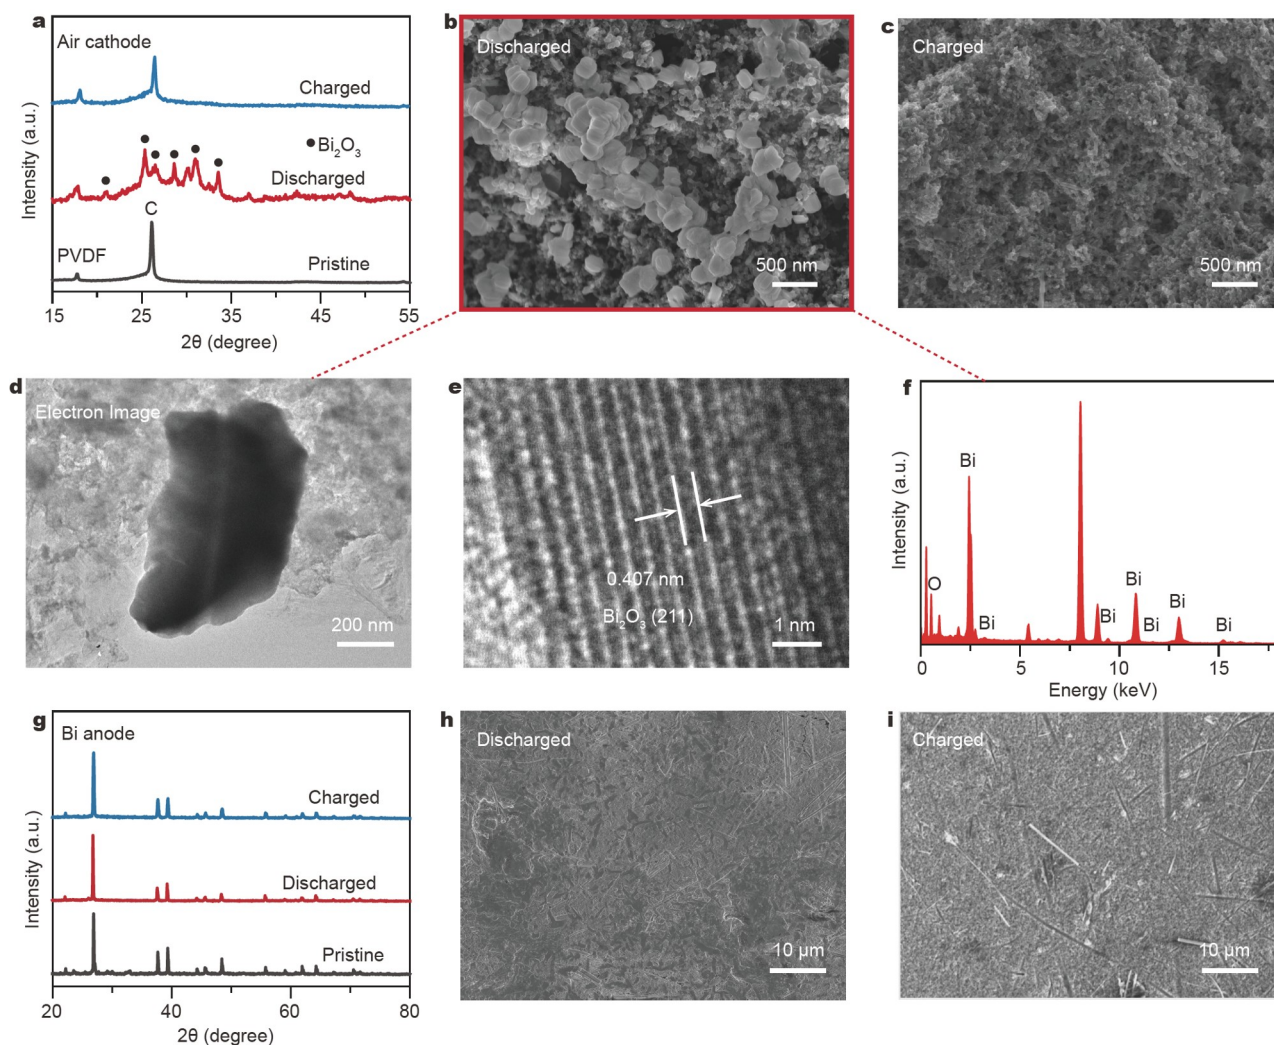 a
Air cathode
Charged
Bi₂O₃
Discharged
C
PVDF
Pristine
Intensity (a.u.)
15 25 35 45 55
2θ (degree)
b
Discharged
500 nm
c
Charged
500 nm
d
Electron Image
200 nm
e
0.407 nm
Bi₂O₃ (211)
1 nm
f
Intensity (a.u.)
Bi
O
Bi
Bi
Bi
Bi
Bi
Bi
0 5 10 15
Energy (keV)
g
Bi anode
Charged
Discharged
Pristine
Intensity (a.u.)
20 40 60 80
2θ (degree)
h
Discharged
10 μm
i
Charged
10 μm